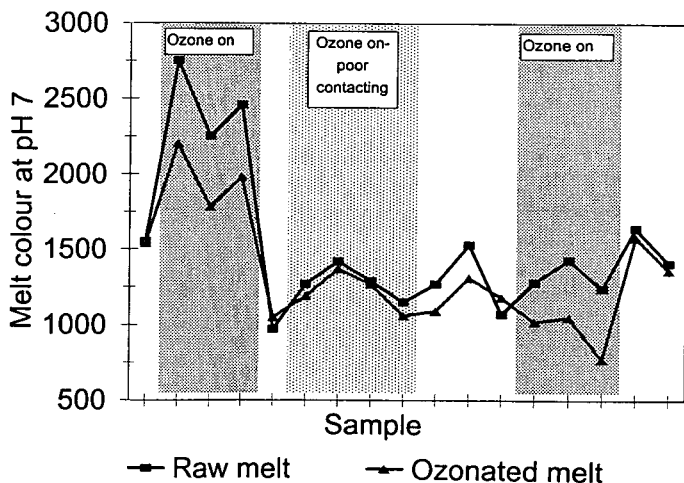 3000
2500
2000
1500
1000
500
Melt colour at pH 7
Ozone on
Ozone on-
poor
contacting
Ozone on
Sample
Raw melt
Ozonated melt